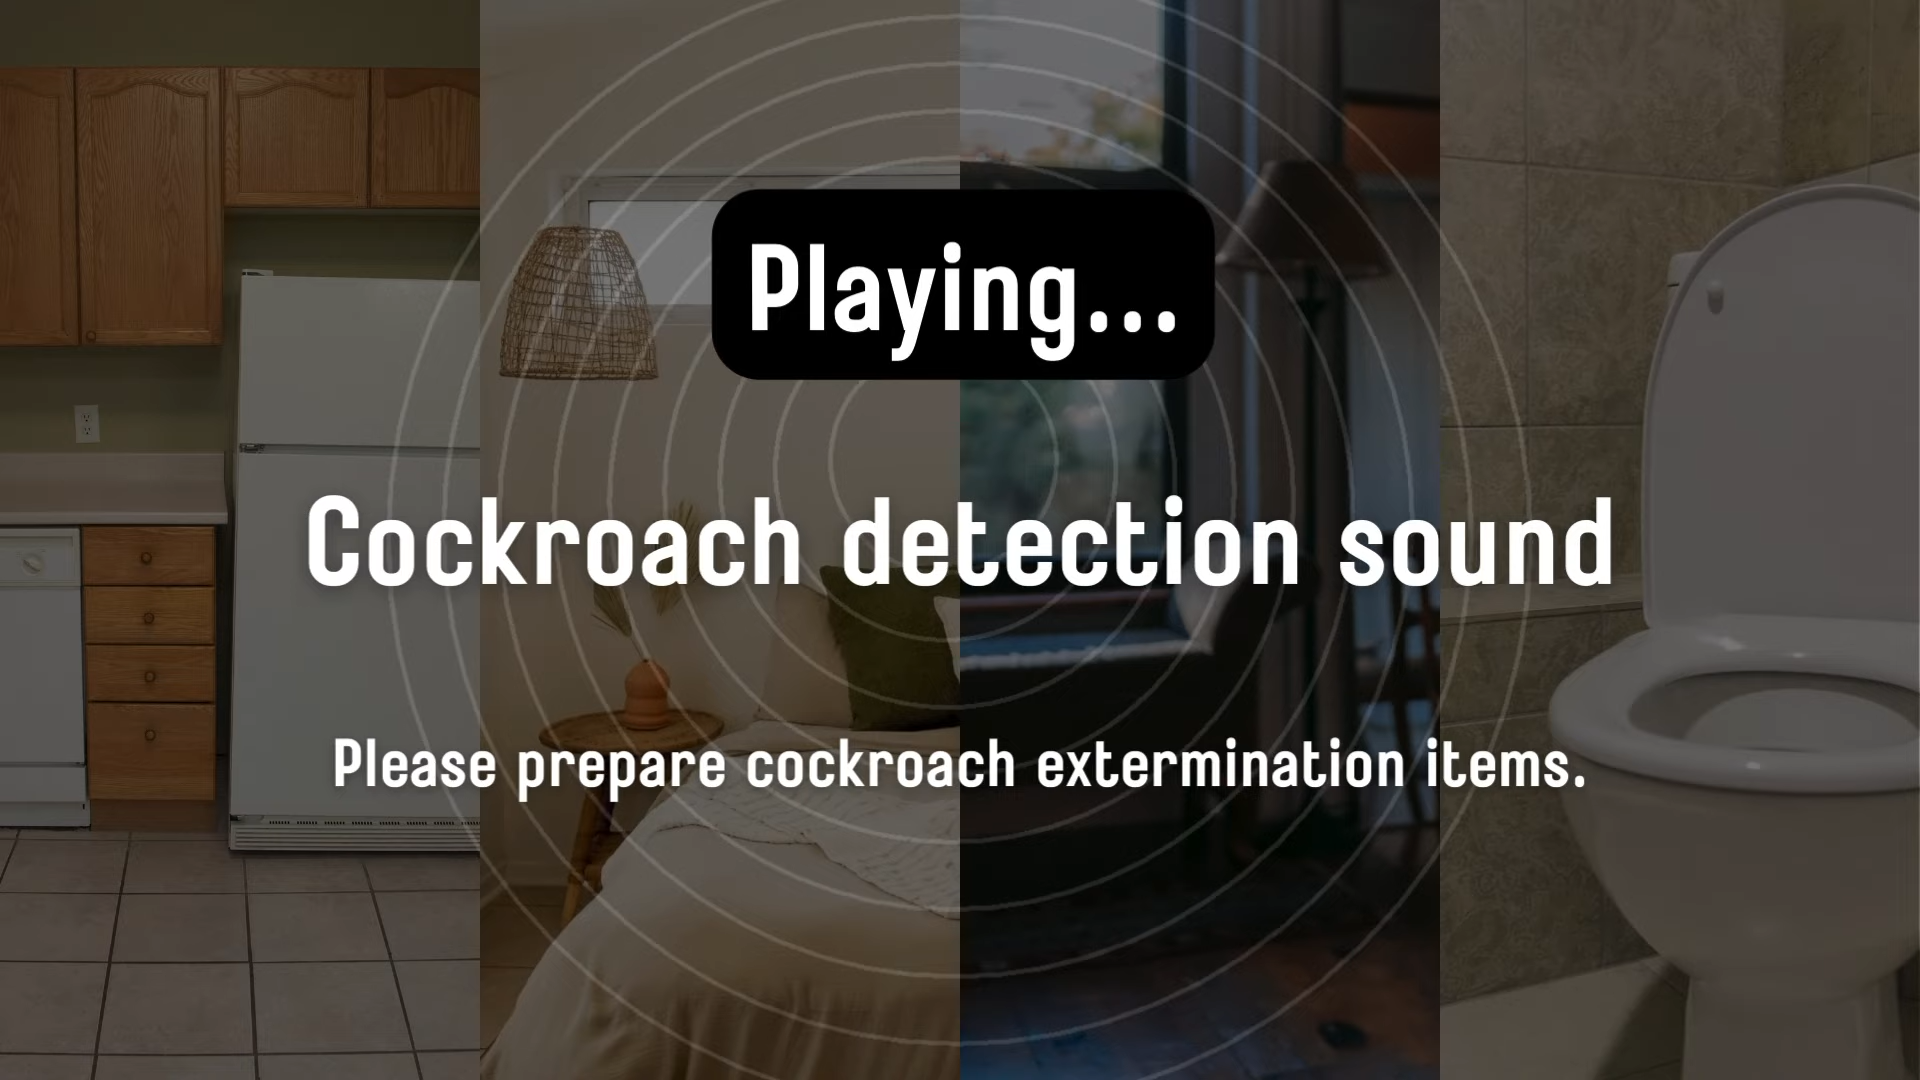 Playing...
Cockroach detection sound
Please prepare cockroach extermination items.